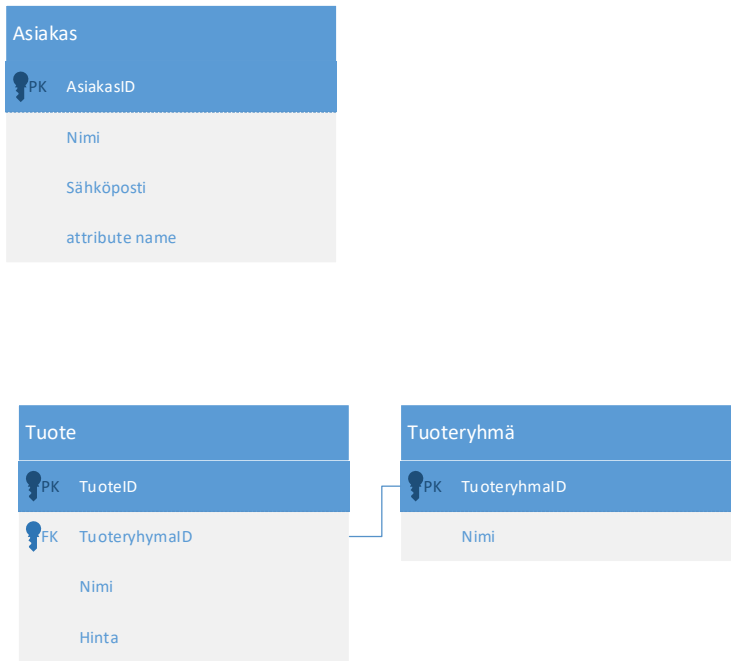 Asiakas
PK AsiakasID
Nimi
Sähköposti
attribute name
Tuote
PK TuoteID
FK TuoteryhymaID
Nimi
Hinta
Tuoteryhmä
PK TuoteryhmaID
Nimi